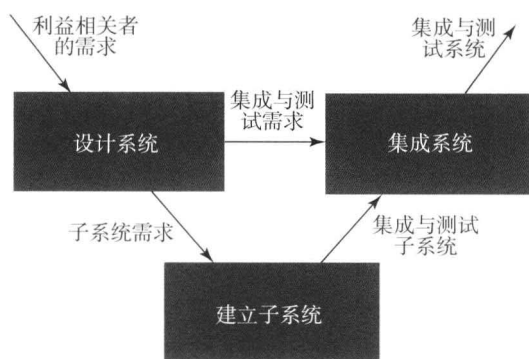 利益相关者
的需求
集成与测
试系统
设计系统
集成与测
试需求
集成系统
子系统需求
集成与测试
子系统
建立子系统